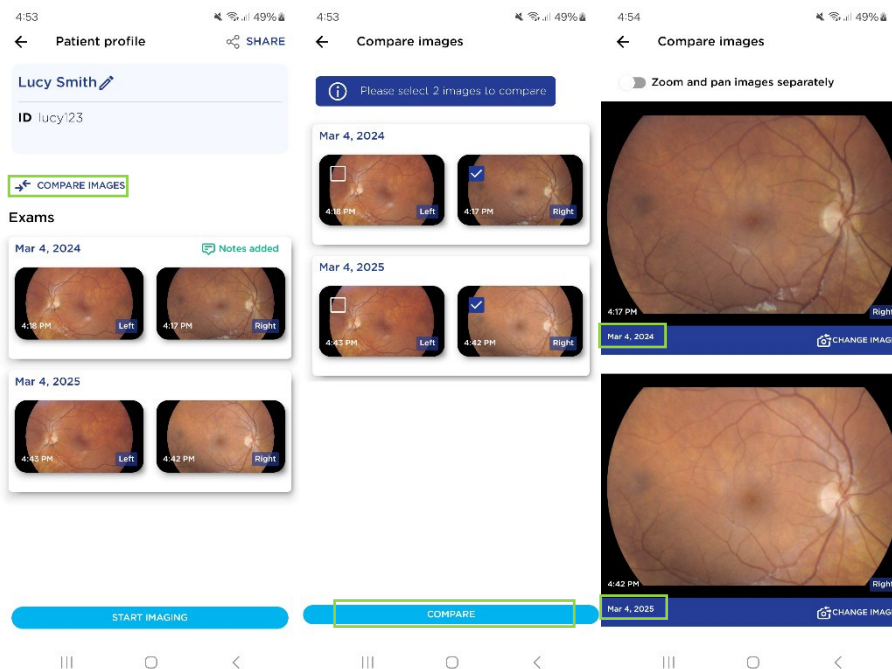 4:53
49%
Patient profile
SHARE
Lucy Smith
ID lucy123
COMPARE IMAGES
Exams
Mar 4, 2024
Notes added
4:18 PM
Left
4:17 PM
Right
Mar 4, 2025
4:43 PM
Left
4:42 PM
Right
START IMAGING
4:53
49%
Compare images
Please select 2 images to compare
Mar 4, 2024
4:18 PM
Left
4:17 PM
Right
Mar 4, 2025
4:43 PM
Left
4:42 PM
Right
COMPARE
4:54
49%
Compare images
Zoom and pan images separately
4:17 PM
Right
Mar 4, 2024
CHANGE IMAG
4:42 PM
Right
Mar 4, 2025
CHANGE IMAG